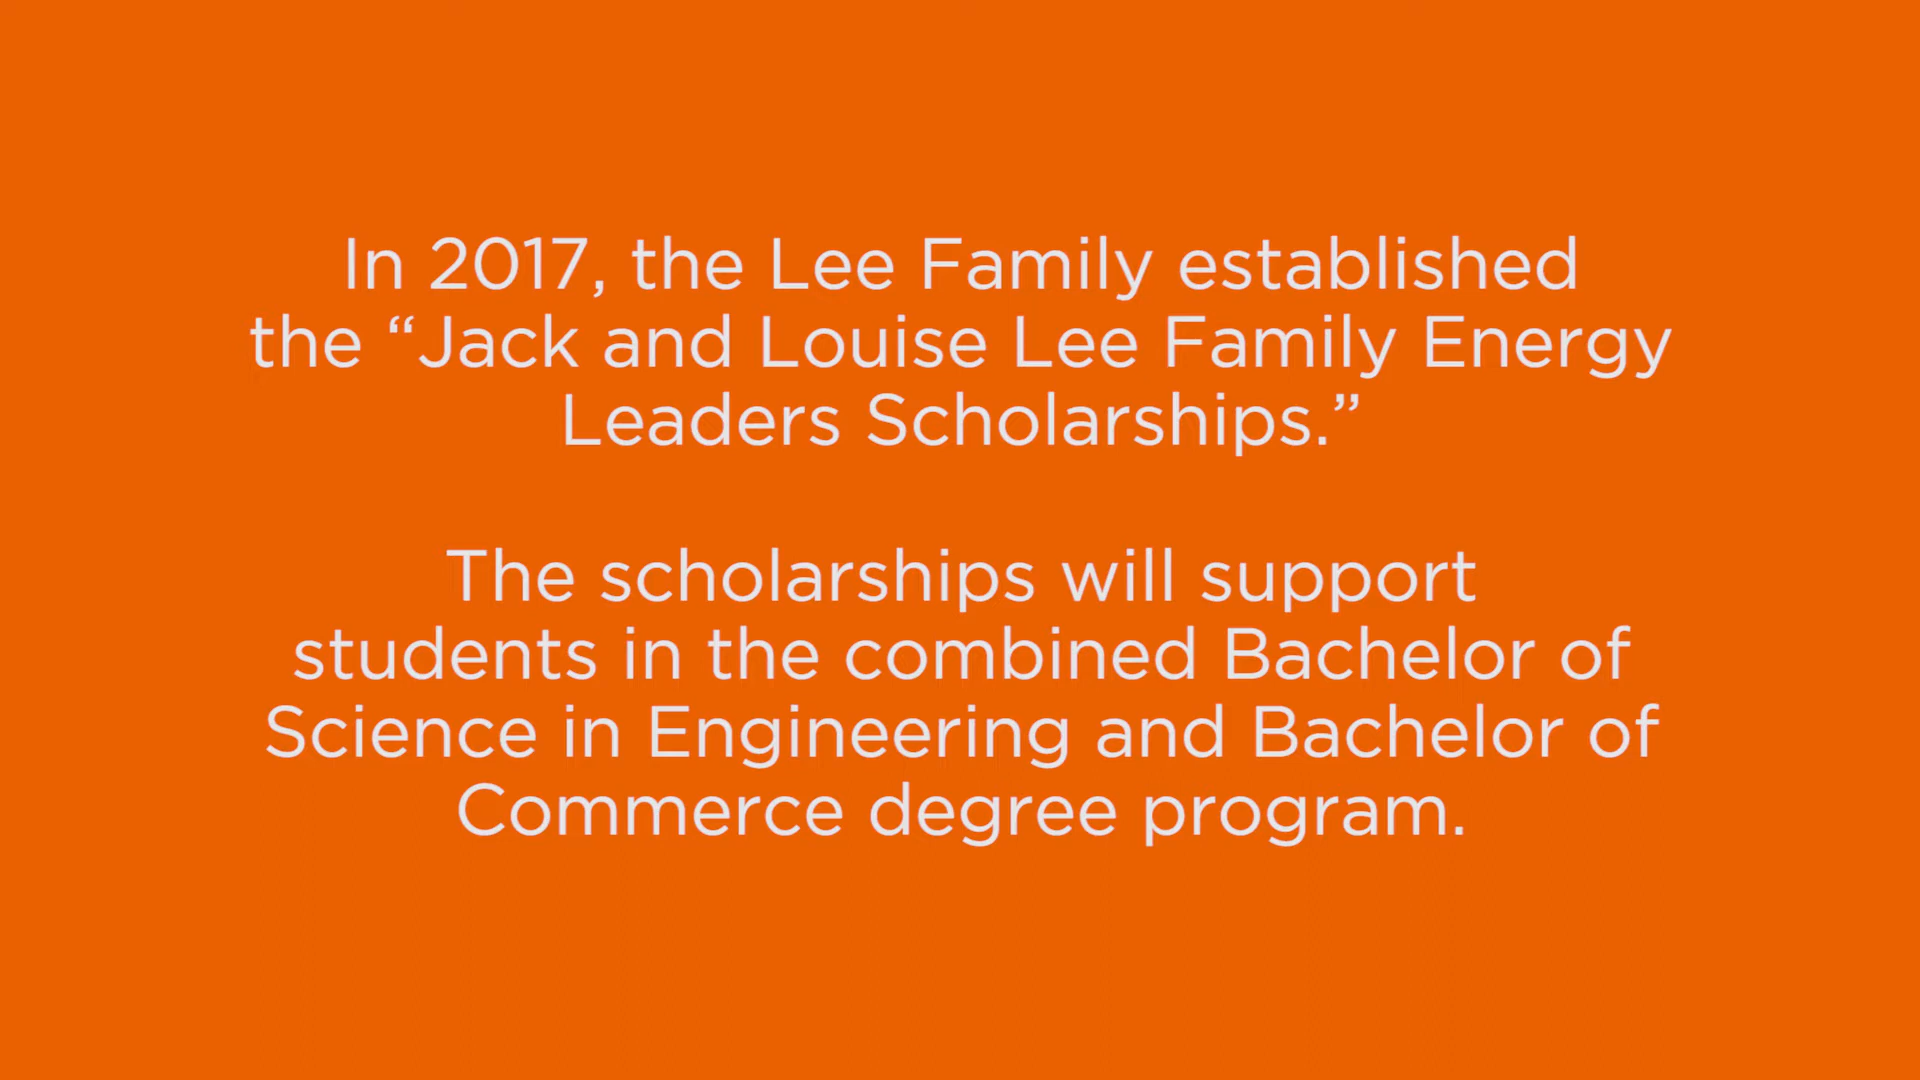 In 2017, the Lee Family established
the “Jack and Louise Lee Family Energy
Leaders Scholarships.”
The scholarships will support
students in the combined Bachelor of
Science in Engineering and Bachelor of
Commerce degree program.